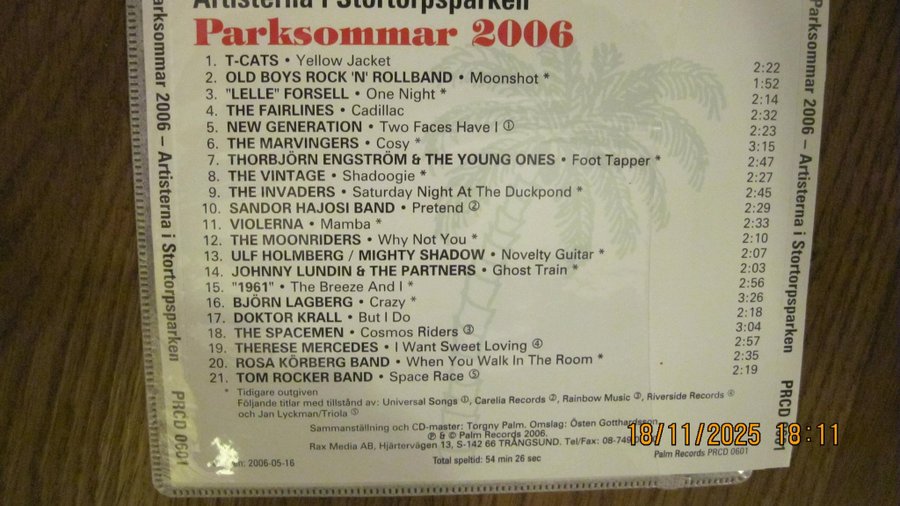 Artisterna i Stortorpsparken
Parksommar 2006
1. T-CATS • Yellow Jacket 2:22
2. OLD BOYS ROCK 'N' ROLLBAND • Moonshot * 1:52
3. "LELLE" FORSELL • One Night * 2:14
4. THE FAIRLINES • Cadillac 2:32
5. NEW GENERATION • Two Faces Have I ① 2:23
6. THE MARVINGERS • Cosy * 3:15
7. THORBJÖRN ENGSTRÖM & THE YOUNG ONES • Foot Tapper * 2:47
8. THE VINTAGE • Shadoogie * 2:27
9. THE INVADERS • Saturday Night At The Duckpond * 2:45
10. SANDOR HAJOSI BAND • Pretend ② 2:29
11. VIOLERNA • Mamba * 2:33
12. THE MOONRIDERS • Why Not You * 2:10
13. ULF HOLMBERG / MIGHTY SHADOW • Novelty Guitar * 2:07
14. JOHNNY LUNDIN & THE PARTNERS • Ghost Train * 2:03
15. "1961" • The Breeze And I * 2:56
16. BJÖRN LAGBERG • Crazy * 3:26
17. DOKTOR KRALL • But I Do 2:18
18. THE SPACEMEN • Cosmos Riders ③ 3:04
19. THERESE MERCEDES • I Want Sweet Loving ④ 2:57
20. ROSA KÖRBERG BAND • When You Walk In The Room * 2:35
21. TOM ROCKER BAND • Space Race ⑤ 2:19
* Tidigare outgiven
Följande titlar med tillstånd av: Universal Songs ①, Carelia Records ②, Rainbow Music ③, Riverside Records ④
och Jan Lyckman/Triola ⑤
Sammanställning och CD-master: Torgny Palm. Omslag: Östen Gotthardsson.
℗ & © Palm Records 2006.
Rax Media AB, Hjärtevägen 13, S-142 66 TRÅNGSUND. Tel/Fax: 08-749
2006-05-16
Total speltid: 54 min 26 sec
Palm Records PRCD 0601
arksommar 2006 – Artisterna i Stortorpsparken
PRCD 0601
Parksommar 2006 – Artisterna i Stortorpsparken
PRCD
18/11/2025 18:11